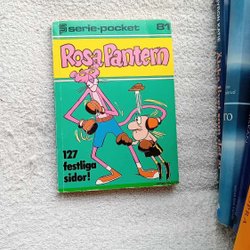 serie-pocket 81
Rosa Pantern
127
festliga
sidor!